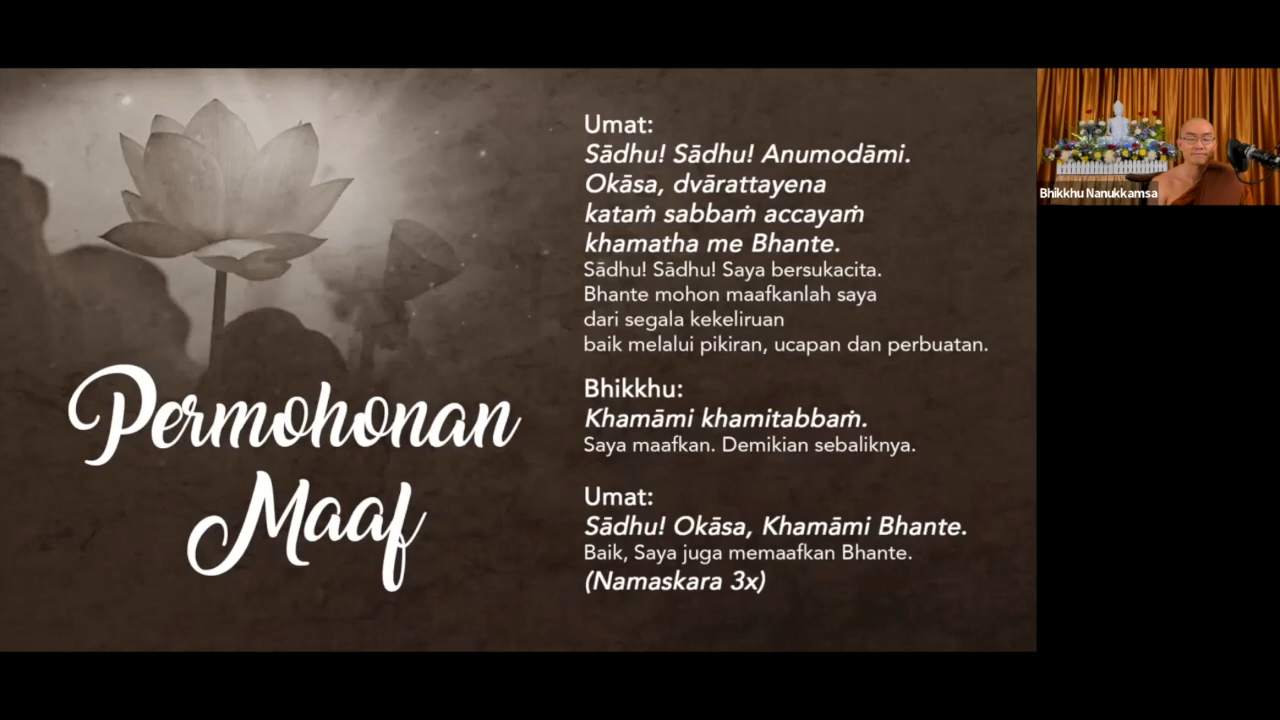 Permohonan
Maaf
Umat:
Sādhu! Sādhu! Anumodāmi.
Okāsa, dvārattayena
kataṁ sabbaṁ accayaṁ
khamatha me Bhante.
Sādhu! Sādhu! Saya bersukacita.
Bhante mohon maafkanlah saya
dari segala kekeliruan
baik melalui pikiran, ucapan dan perbuatan.
Bhikkhu:
Khamāmi khamitabbaṁ.
Saya maafkan. Demikian sebaliknya.
Umat:
Sādhu! Okāsa, Khamāmi Bhante.
Baik, Saya juga memaafkan Bhante.
(Namaskara 3x)
Bhikkhu Nanukkamsa